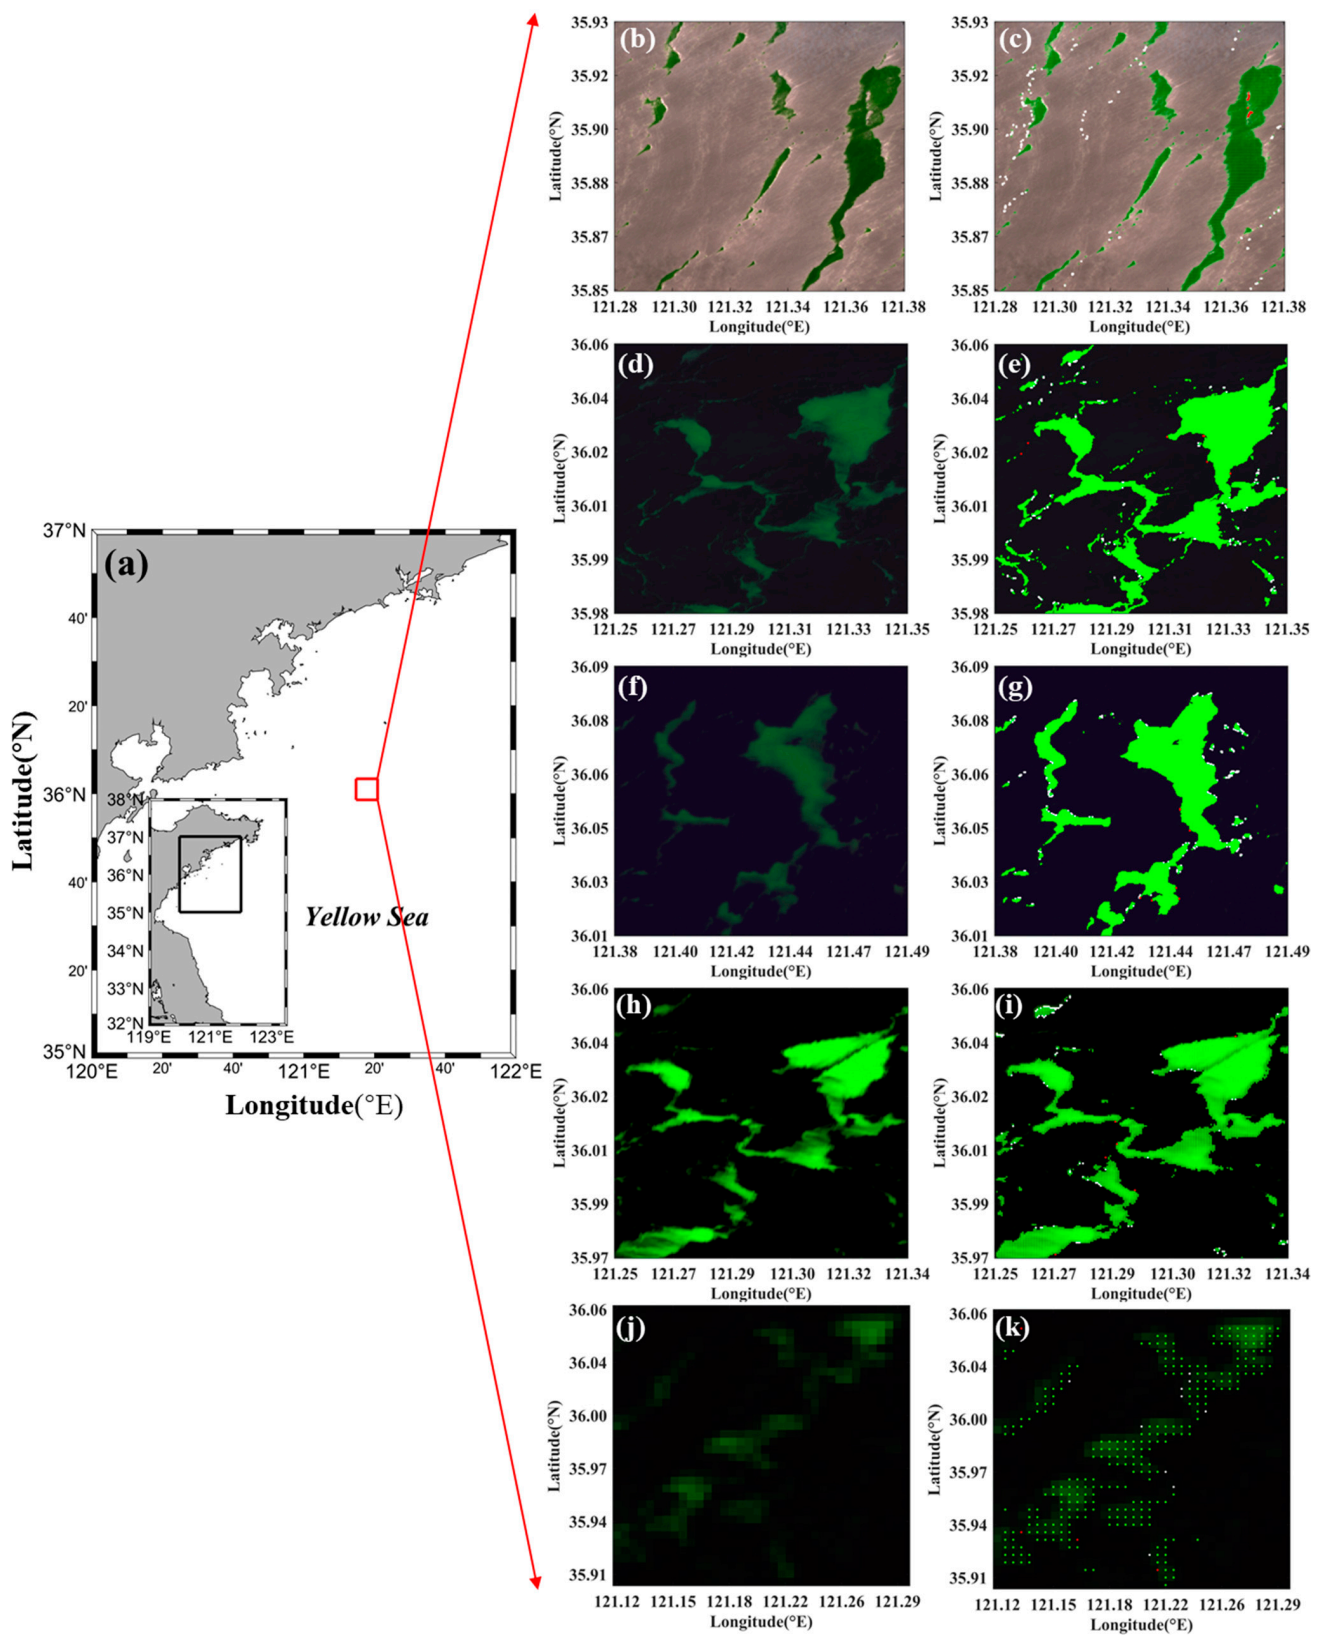 (a)
37°N
40'
20'
36°N
40'
20'
35°N
120°E
20'
40'
121°E
20'
40'
122°E
Latitude(°N)
Longitude(°E)
Yellow Sea
38°N
37°N
36°N
35°N
34°N
33°N
32°N
119°E
121°E
123°E
(b)
35.93
35.92
35.90
35.88
35.87
35.85
121.28 121.30 121.32 121.34 121.36 121.38
Latitude(°N)
Longitude(°E)
(c)
35.93
35.92
35.90
35.88
35.87
35.85
121.28 121.30 121.32 121.34 121.36 121.38
Latitude(°N)
Longitude(°E)
(d)
36.06
36.04
36.02
36.01
35.99
35.98
121.25 121.27 121.29 121.31 121.33 121.35
Latitude(°N)
Longitude(°E)
(e)
36.06
36.04
36.02
36.01
35.99
35.98
121.25 121.27 121.29 121.31 121.33 121.35
Latitude(°N)
Longitude(°E)
(f)
36.09
36.08
36.06
36.05
36.03
36.01
121.38 121.40 121.42 121.44 121.47 121.49
Latitude(°N)
Longitude(°E)
(g)
36.09
36.08
36.06
36.05
36.03
36.01
121.38 121.40 121.42 121.44 121.47 121.49
Latitude(°N)
Longitude(°E)
(h)
36.06
36.04
36.02
36.01
35.99
35.97
121.25 121.27 121.29 121.30 121.32 121.34
Latitude(°N)
Longitude(°E)
(i)
36.06
36.04
36.02
36.01
35.99
35.97
121.25 121.27 121.29 121.30 121.32 121.34
Latitude(°N)
Longitude(°E)
(j)
36.06
36.04
36.00
35.97
35.94
35.91
121.12 121.15 121.18 121.22 121.26 121.29
Latitude(°N)
Longitude(°E)
(k)
36.06
36.04
36.00
35.97
35.94
35.91
121.12 121.15 121.18 121.22 121.26 121.29
Latitude(°N)
Longitude(°E)